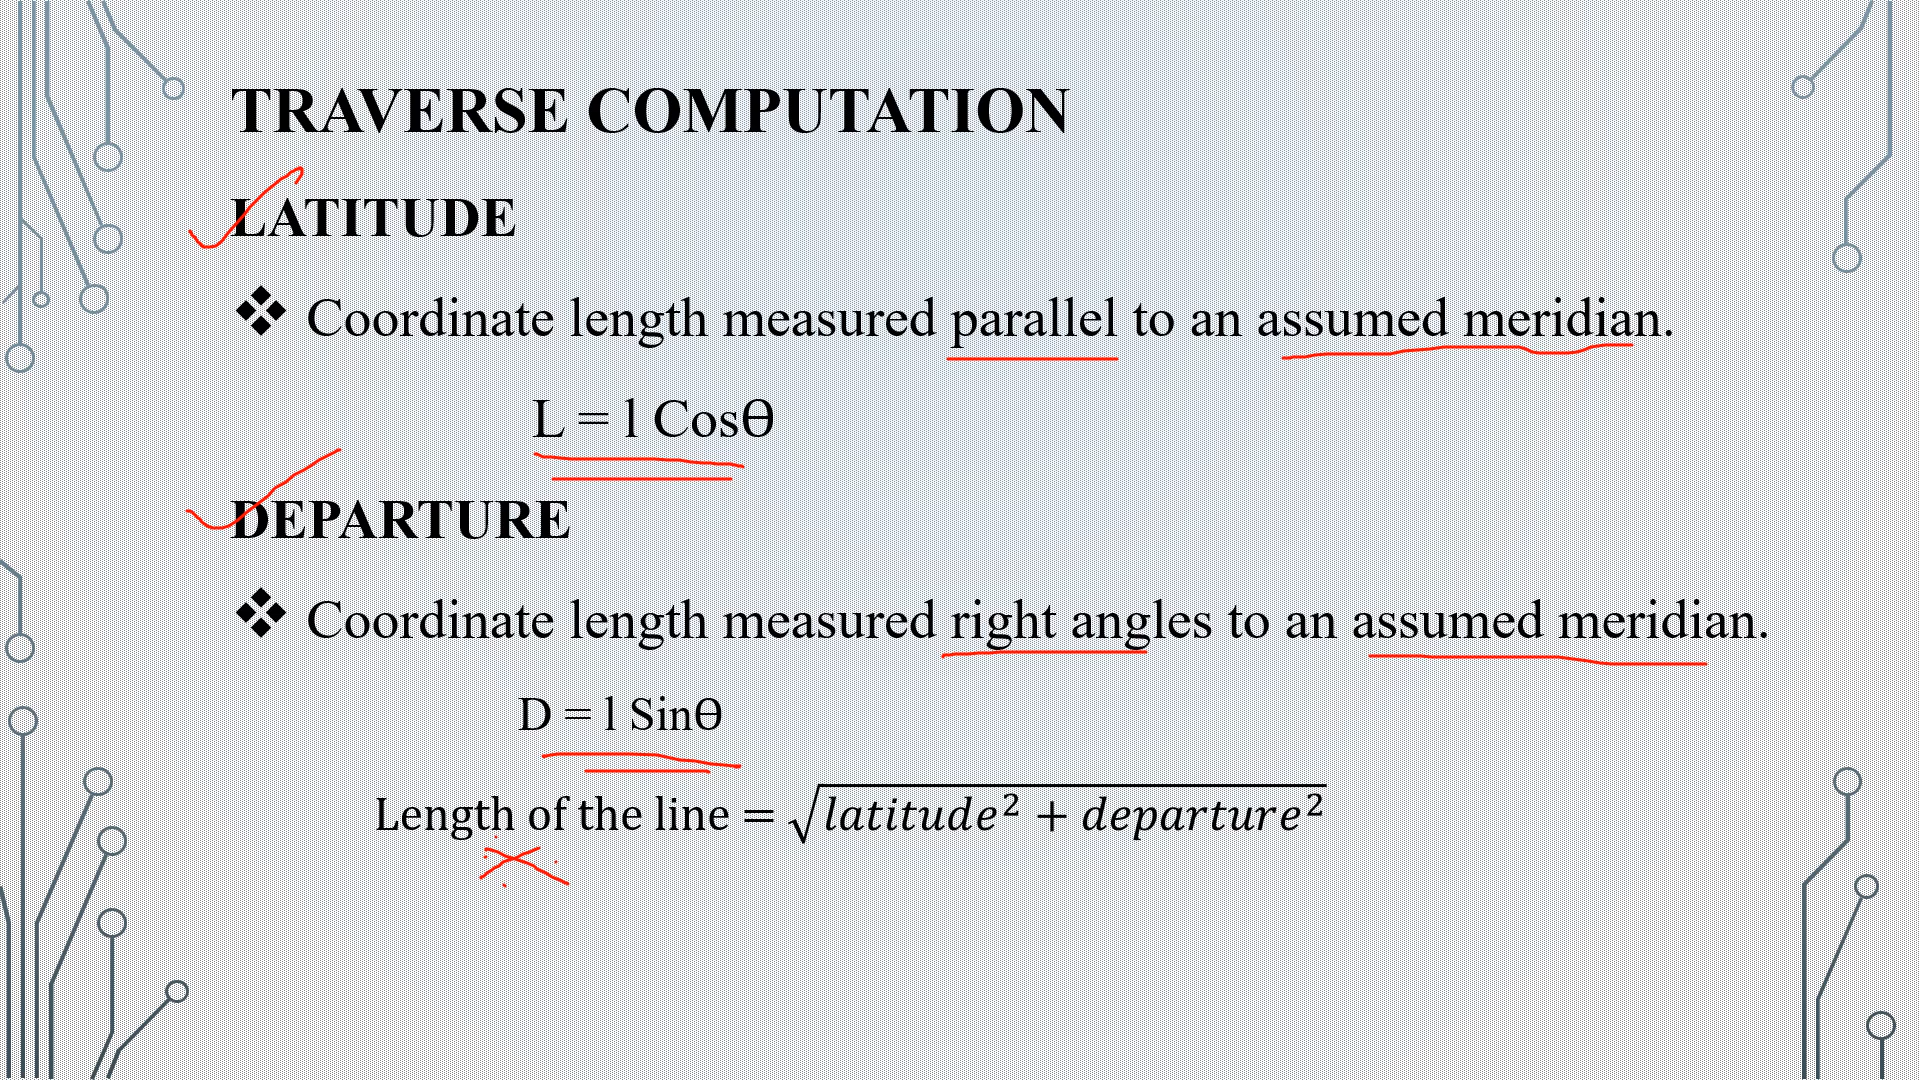 TRAVERSE COMPUTATION
LATITUDE
❖ Coordinate length measured parallel to an assumed meridian.
L = l Cosϴ
DEPARTURE
❖ Coordinate length measured right angles to an assumed meridian.
D = l Sinϴ
Length of the line = √latitude² + departure²